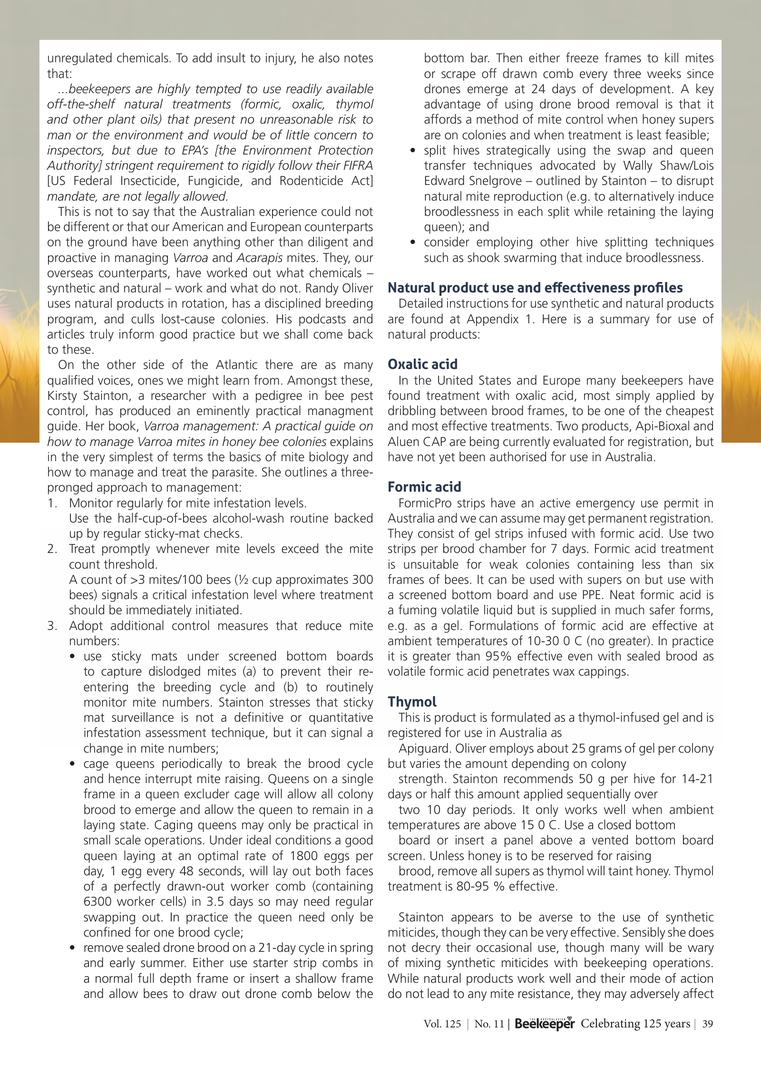 unregulated chemicals. To add insult to injury, he also notes
that:
...beekeepers are highly tempted to use readily available
off-the-shelf natural treatments (formic, oxalic, thymol
and other plant oils) that present no unreasonable risk to
man or the environment and would be of little concern to
inspectors, but due to EPA's [the Environment Protection
Authority] stringent requirement to rigidly follow their FIFRA
[US Federal Insecticide, Fungicide, and Rodenticide Act]
mandate, are not legally allowed.
This is not to say that the Australian experience could not
be different or that our American and European counterparts
on the ground have been anything other than diligent and
proactive in managing Varroa and Acarapis mites. They, our
overseas counterparts, have worked out what chemicals –
synthetic and natural – work and what do not. Randy Oliver
uses natural products in rotation, has a disciplined breeding
program, and culls lost-cause colonies. His podcasts and
articles truly inform good practice but we shall come back
to these.
On the other side of the Atlantic there are as many
qualified voices, ones we might learn from. Amongst these,
Kirsty Stainton, a researcher with a pedigree in bee pest
control, has produced an eminently practical managment
guide. Her book, Varroa management: A practical guide on
how to manage Varroa mites in honey bee colonies explains
in the very simplest of terms the basics of mite biology and
how to manage and treat the parasite. She outlines a three-
pronged approach to management:
1. Monitor regularly for mite infestation levels.
Use the half-cup-of-bees alcohol-wash routine backed
up by regular sticky-mat checks.
2. Treat promptly whenever mite levels exceed the mite
count threshold.
A count of >3 mites/100 bees (½ cup approximates 300
bees) signals a critical infestation level where treatment
should be immediately initiated.
3. Adopt additional control measures that reduce mite
numbers:
• use sticky mats under screened bottom boards
to capture dislodged mites (a) to prevent their re-
entering the breeding cycle and (b) to routinely
monitor mite numbers. Stainton stresses that sticky
mat surveillance is not a definitive or quantitative
infestation assessment technique, but it can signal a
change in mite numbers;
• cage queens periodically to break the brood cycle
and hence interrupt mite raising. Queens on a single
frame in a queen excluder cage will allow all colony
brood to emerge and allow the queen to remain in a
laying state. Caging queens may only be practical in
small scale operations. Under ideal conditions a good
queen laying at an optimal rate of 1800 eggs per
day, 1 egg every 48 seconds, will lay out both faces
of a perfectly drawn-out worker comb (containing
6300 worker cells) in 3.5 days so may need regular
swapping out. In practice the queen need only be
confined for one brood cycle;
• remove sealed drone brood on a 21-day cycle in spring
and early summer. Either use starter strip combs in
a normal full depth frame or insert a shallow frame
and allow bees to draw out drone comb below the
bottom bar. Then either freeze frames to kill mites
or scrape off drawn comb every three weeks since
drones emerge at 24 days of development. A key
advantage of using drone brood removal is that it
affords a method of mite control when honey supers
are on colonies and when treatment is least feasible;
• split hives strategically using the swap and queen
transfer techniques advocated by Wally Shaw/Lois
Edward Snelgrove – outlined by Stainton – to disrupt
natural mite reproduction (e.g. to alternatively induce
broodlessness in each split while retaining the laying
queen); and
• consider employing other hive splitting techniques
such as shook swarming that induce broodlessness.
Natural product use and effectiveness profiles
Detailed instructions for use synthetic and natural products
are found at Appendix 1. Here is a summary for use of
natural products:
Oxalic acid
In the United States and Europe many beekeepers have
found treatment with oxalic acid, most simply applied by
dribbling between brood frames, to be one of the cheapest
and most effective treatments. Two products, Api-Bioxal and
Aluen CAP are being currently evaluated for registration, but
have not yet been authorised for use in Australia.
Formic acid
FormicPro strips have an active emergency use permit in
Australia and we can assume may get permanent registration.
They consist of gel strips infused with formic acid. Use two
strips per brood chamber for 7 days. Formic acid treatment
is unsuitable for weak colonies containing less than six
frames of bees. It can be used with supers on but use with
a screened bottom board and use PPE. Neat formic acid is
a fuming volatile liquid but is supplied in much safer forms,
e.g. as a gel. Formulations of formic acid are effective at
ambient temperatures of 10-30 0 C (no greater). In practice
it is greater than 95% effective even with sealed brood as
volatile formic acid penetrates wax cappings.
Thymol
This is product is formulated as a thymol-infused gel and is
registered for use in Australia as
Apiguard. Oliver employs about 25 grams of gel per colony
but varies the amount depending on colony
strength. Stainton recommends 50 g per hive for 14-21
days or half this amount applied sequentially over
two 10 day periods. It only works well when ambient
temperatures are above 15 0 C. Use a closed bottom
board or insert a panel above a vented bottom board
screen. Unless honey is to be reserved for raising
brood, remove all supers as thymol will taint honey. Thymol
treatment is 80-95 % effective.
Stainton appears to be averse to the use of synthetic
miticides, though they can be very effective. Sensibly she does
not decry their occasional use, though many will be wary
of mixing synthetic miticides with beekeeping operations.
While natural products work well and their mode of action
do not lead to any mite resistance, they may adversely affect
Vol. 125 | No. 11 | Beekeeper Celebrating 125 years | 39